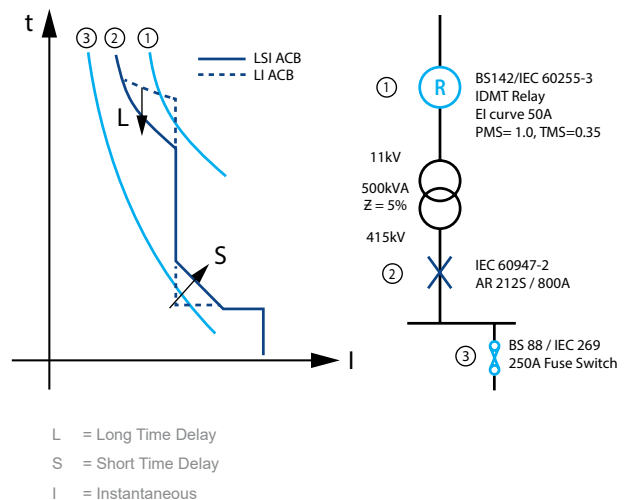 t
③
②
①
LSI ACB
LI ACB
L
S
I
L = Long Time Delay
S = Short Time Delay
I = Instantaneous
①
R
BS142/IEC 60255-3
IDMT Relay
EI curve 50A
PMS= 1.0, TMS=0.35
11kV
500kVA
Z = 5%
415kV
②
IEC 60947-2
AR 212S / 800A
③
BS 88 / IEC 269
250A Fuse Switch